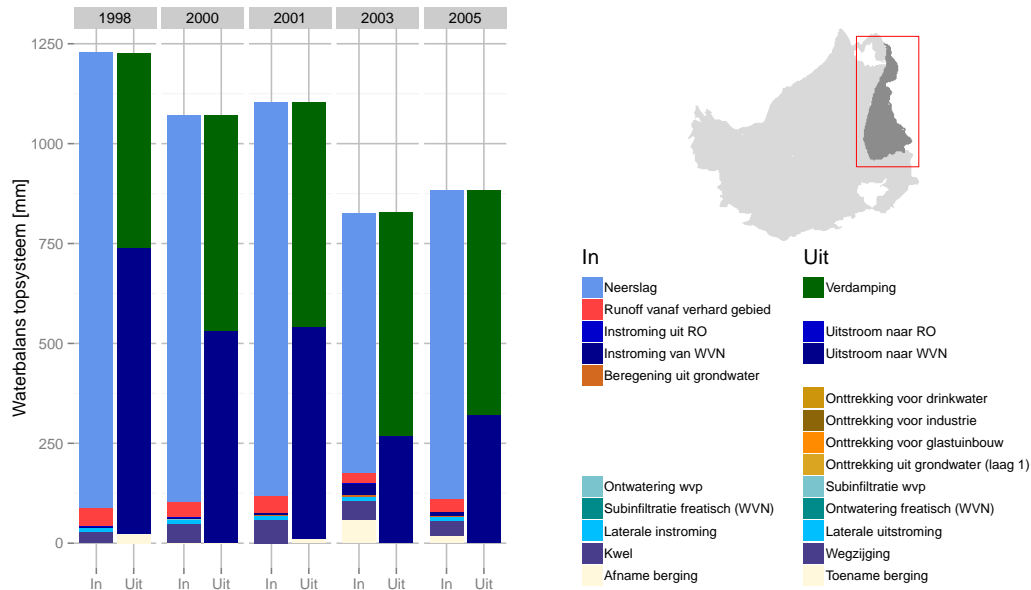 1998 2000 2001 2003 2005
Waterbalans topsysteem [mm]
1250
1000
750
500
250
0
In Uit In Uit In Uit In Uit In Uit
In
Neerslag
Runoff vanaf verhard gebied
Instroming uit RO
Instroming van WVN
Beregening uit grondwater
Ontwatering wvp
Subinfiltratie freatisch (WVN)
Laterale instroming
Kwel
Afname berging
Uit
Verdamping
Uitstroom naar RO
Uitstroom naar WVN
Onttrekking voor drinkwater
Onttrekking voor industrie
Onttrekking voor glastuinbouw
Onttrekking uit grondwater (laag 1)
Subinfiltratie wvp
Ontwatering freatisch (WVN)
Laterale uitstroming
Wegzijging
Toename berging